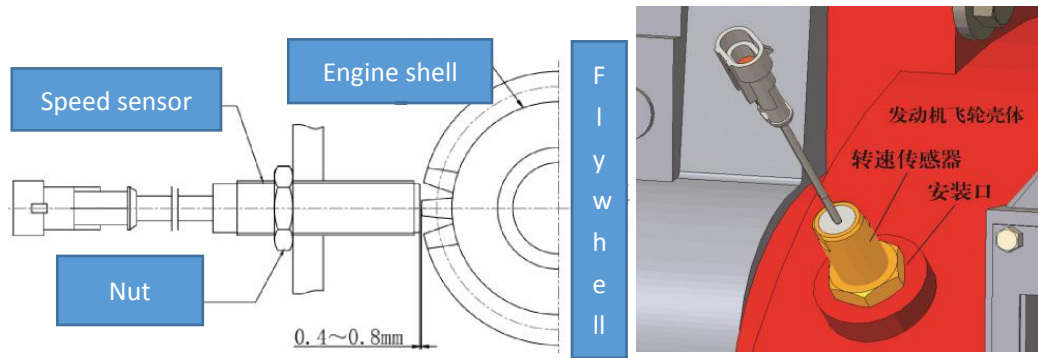 Speed sensor
Engine shell
Flywhell
Nut
0.4～0.8mm
发动机飞轮壳体
转速传感器
安装口